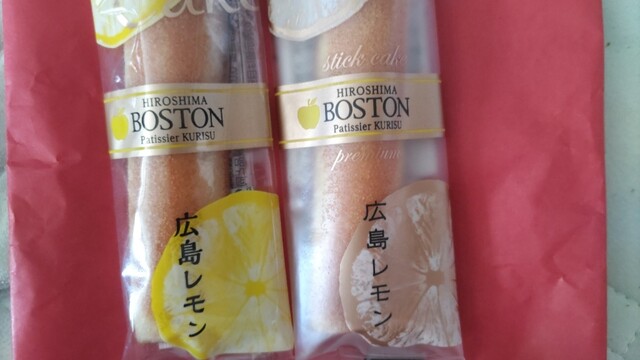 HIROSHIMA
BOSTON
Patissier KURISU
広島レモン
stick cake
HIROSHIMA
BOSTON
Patissier KURISU
premium
広島レモン